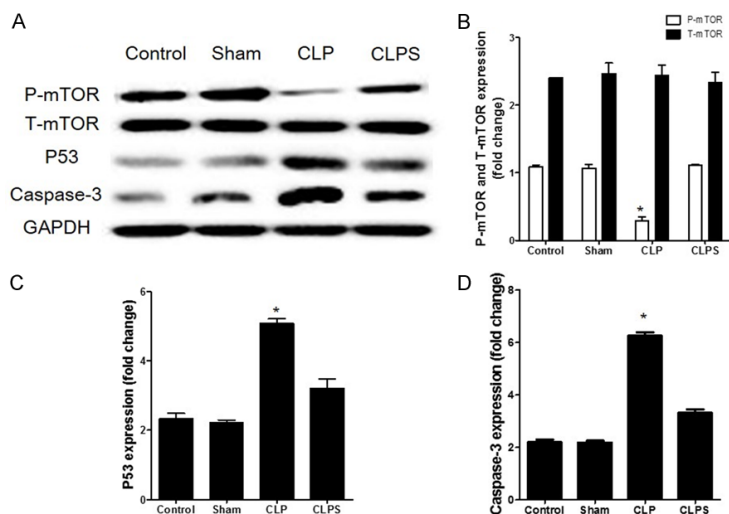 A
Control Sham CLP CLPS
P-mTOR
T-mTOR
P53
Caspase-3
GAPDH
B
P-mTOR
T-mTOR
P-mTOR and T-mTOR expression
(fold change)
3
2
1
0
*
Control Sham CLP CLPS
C
P53 expression (fold change)
6
4
2
0
*
Control Sham CLP CLPS
D
Caspase-3 expression (fold change)
8
6
4
2
0
*
Control Sham CLP CLPS